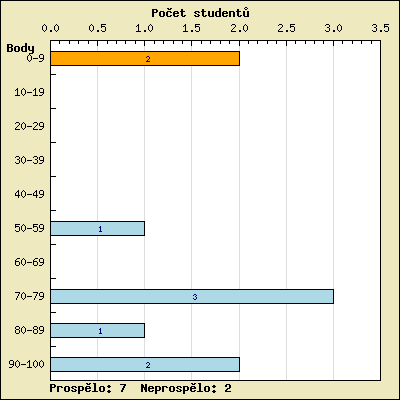 Počet studentů
0.0 0.5 1.0 1.5 2.0 2.5 3.0 3.5
Body
0-9 2
10-19
20-29
30-39
40-49
50-59 1
60-69
70-79 3
80-89 1
90-100 2
Prospělo: 7 Neprospělo: 2